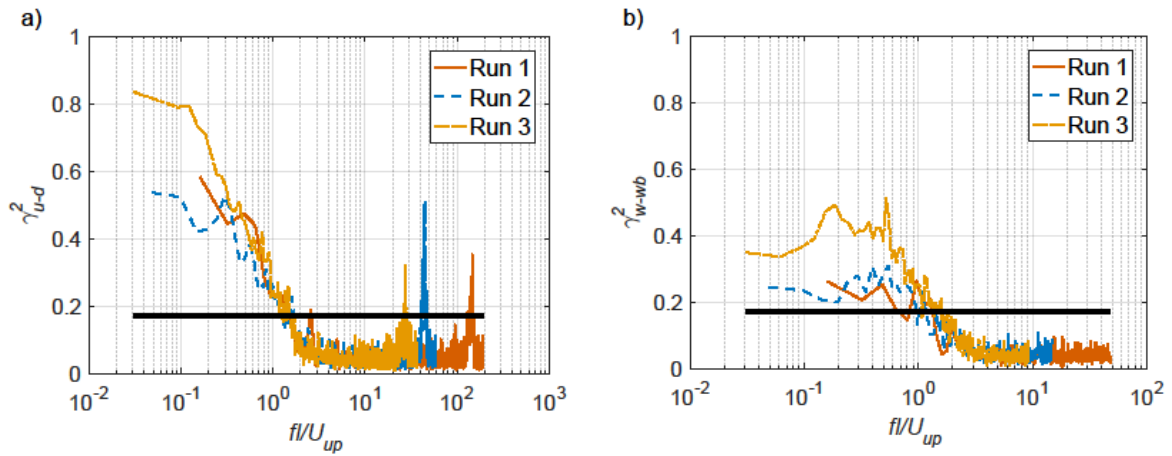 a)
1
0.8
0.6
0.4
0.2
0
γ²u-d
Run 1
Run 2
Run 3
10⁻² 10⁻¹ 10⁰ 10¹ 10² 10³
fl/Uup
b)
1
0.8
0.6
0.4
0.2
0
γ²w-wb
Run 1
Run 2
Run 3
10⁻² 10⁻¹ 10⁰ 10¹ 10²
fl/Uup